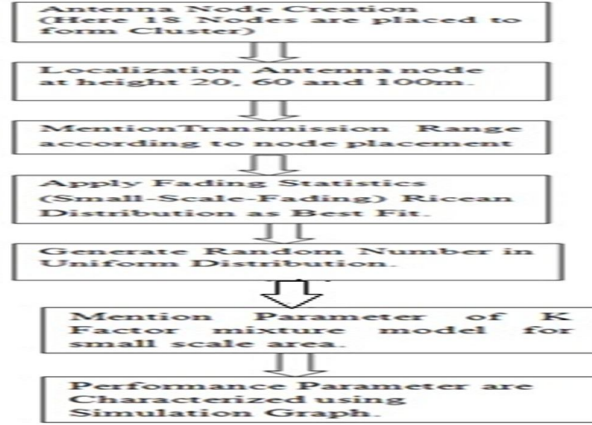 Antenna Node Creation
(Here 18 Nodes are placed to
form Cluster)
Localization Antenna node
at height 20, 60 and 100m.
MentionTransmission Range
according to node placement
Apply Fading Statistics
(Small-Scale-Fading) Ricean
Distribution as Best Fit.
Generate Random Number in
Uniform Distribution.
Mention Parameter of K
Factor mixture model for
small scale area.
Performance Parameter are
Characterized using
Simulation Graph.